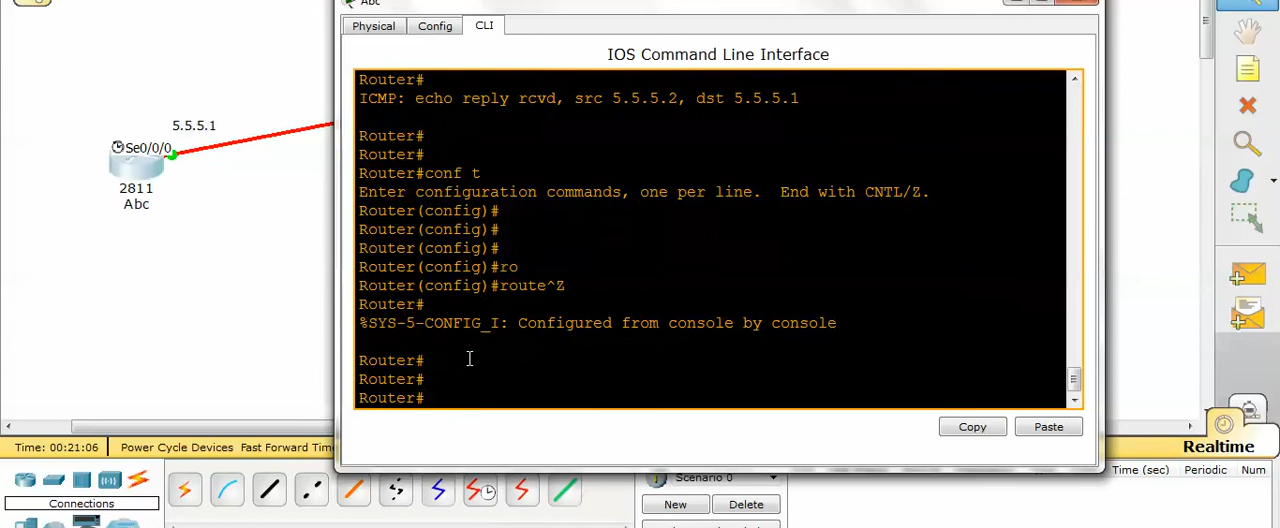 Abc
Physical Config CLI
IOS Command Line Interface
Router#
ICMP: echo reply rcvd, src 5.5.5.2, dst 5.5.5.1
Router#
Router#
Router#conf t
Enter configuration commands, one per line.  End with CNTL/Z.
Router(config)#
Router(config)#
Router(config)#
Router(config)#ro
Router(config)#route^Z
Router#
%SYS-5-CONFIG_I: Configured from console by console
Router#
Router#
Router#
Copy Paste
5.5.5.1
Se0/0/0
2811
Abc
Time: 00:21:06 Power Cycle Devices Fast Forward Time
Realtime
Connections
Scenario 0
New Delete
Time (sec) Periodic Num